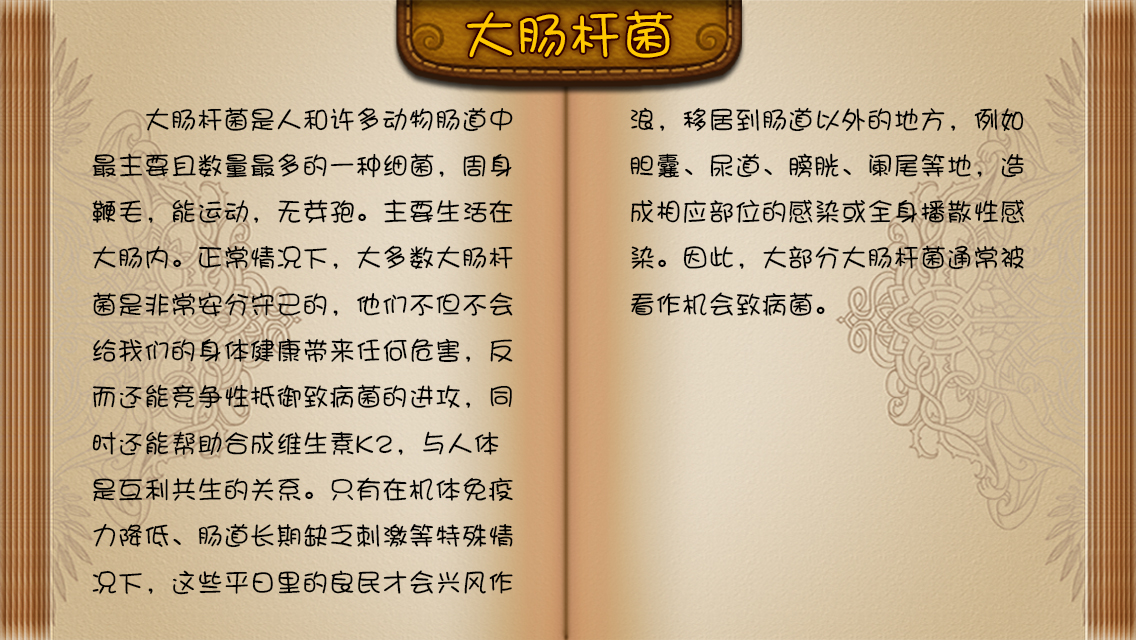 大肠杆菌
大肠杆菌是人和许多动物肠道中
最主要且数量最多的一种细菌，周身
鞭毛，能运动，无芽孢。主要生活在
大肠内。正常情况下，大多数大肠杆
菌是非常安分守己的，他们不但不会
给我们的身体健康带来任何危害，反
而还能竞争性抵御致病菌的进攻，同
时还能帮助合成维生素K2，与人体
是互利共生的关系。只有在机体免疫
力降低、肠道长期缺乏刺激等特殊情
况下，这些平日里的良民才会兴风作
浪，移居到肠道以外的地方，例如
胆囊、尿道、膀胱、阑尾等地，造
成相应部位的感染或全身播散性感
染。因此，大部分大肠杆菌通常被
看作机会致病菌。